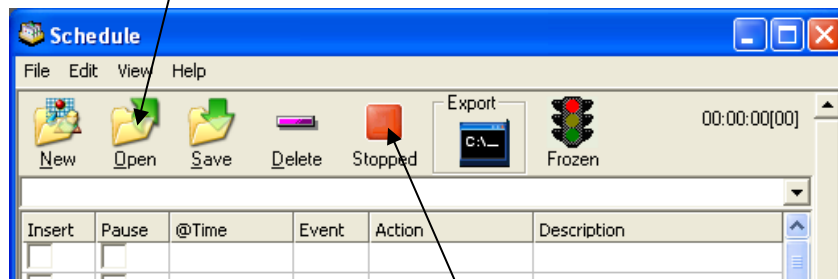 Schedule
File Edit View Help
Export
00:00:00[00]
C:\_
New Open Save Delete Stopped Frozen
Insert Pause @Time Event Action Description